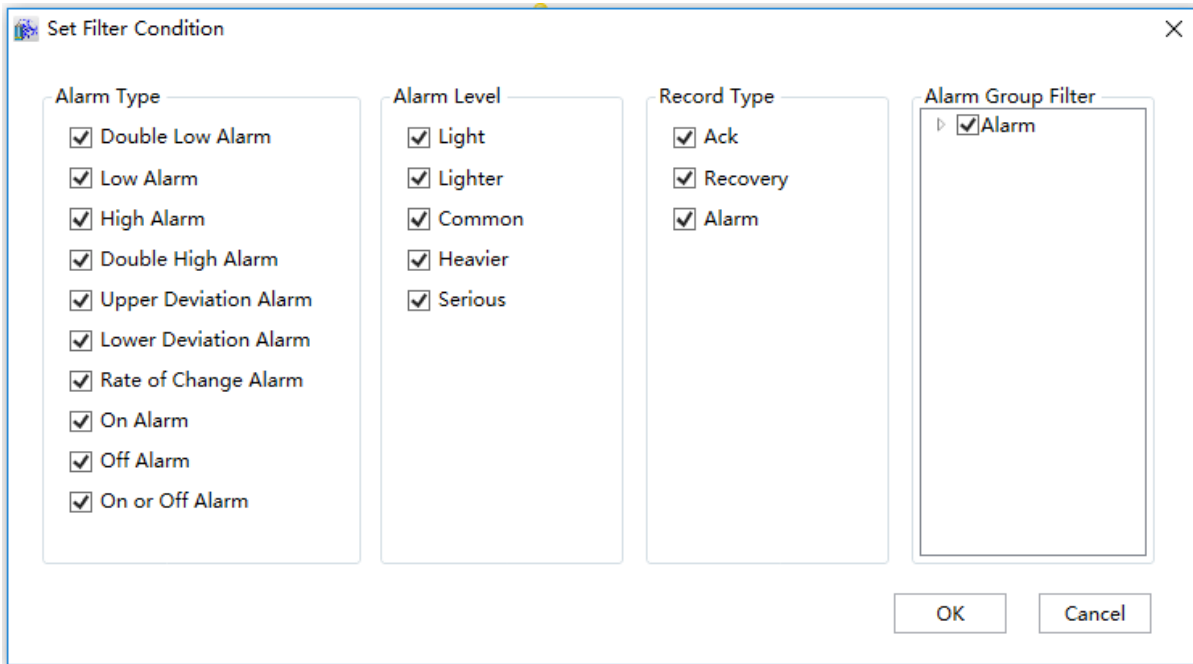 Set Filter Condition
Alarm Type
Double Low Alarm
Low Alarm
High Alarm
Double High Alarm
Upper Deviation Alarm
Lower Deviation Alarm
Rate of Change Alarm
On Alarm
Off Alarm
On or Off Alarm
Alarm Level
Light
Lighter
Common
Heavier
Serious
Record Type
Ack
Recovery
Alarm
Alarm Group Filter
Alarm
OK
Cancel